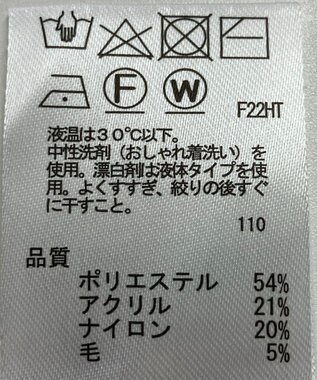 F W F22HT
液温は30℃以下。
中性洗剤（おしゃれ着洗い）を
使用。漂白剤は液体タイプを使
用。よくすすぎ、絞りの後すぐ
に干すこと。
110
品質
ポリエステル 54%
アクリル 21%
ナイロン 20%
毛 5%